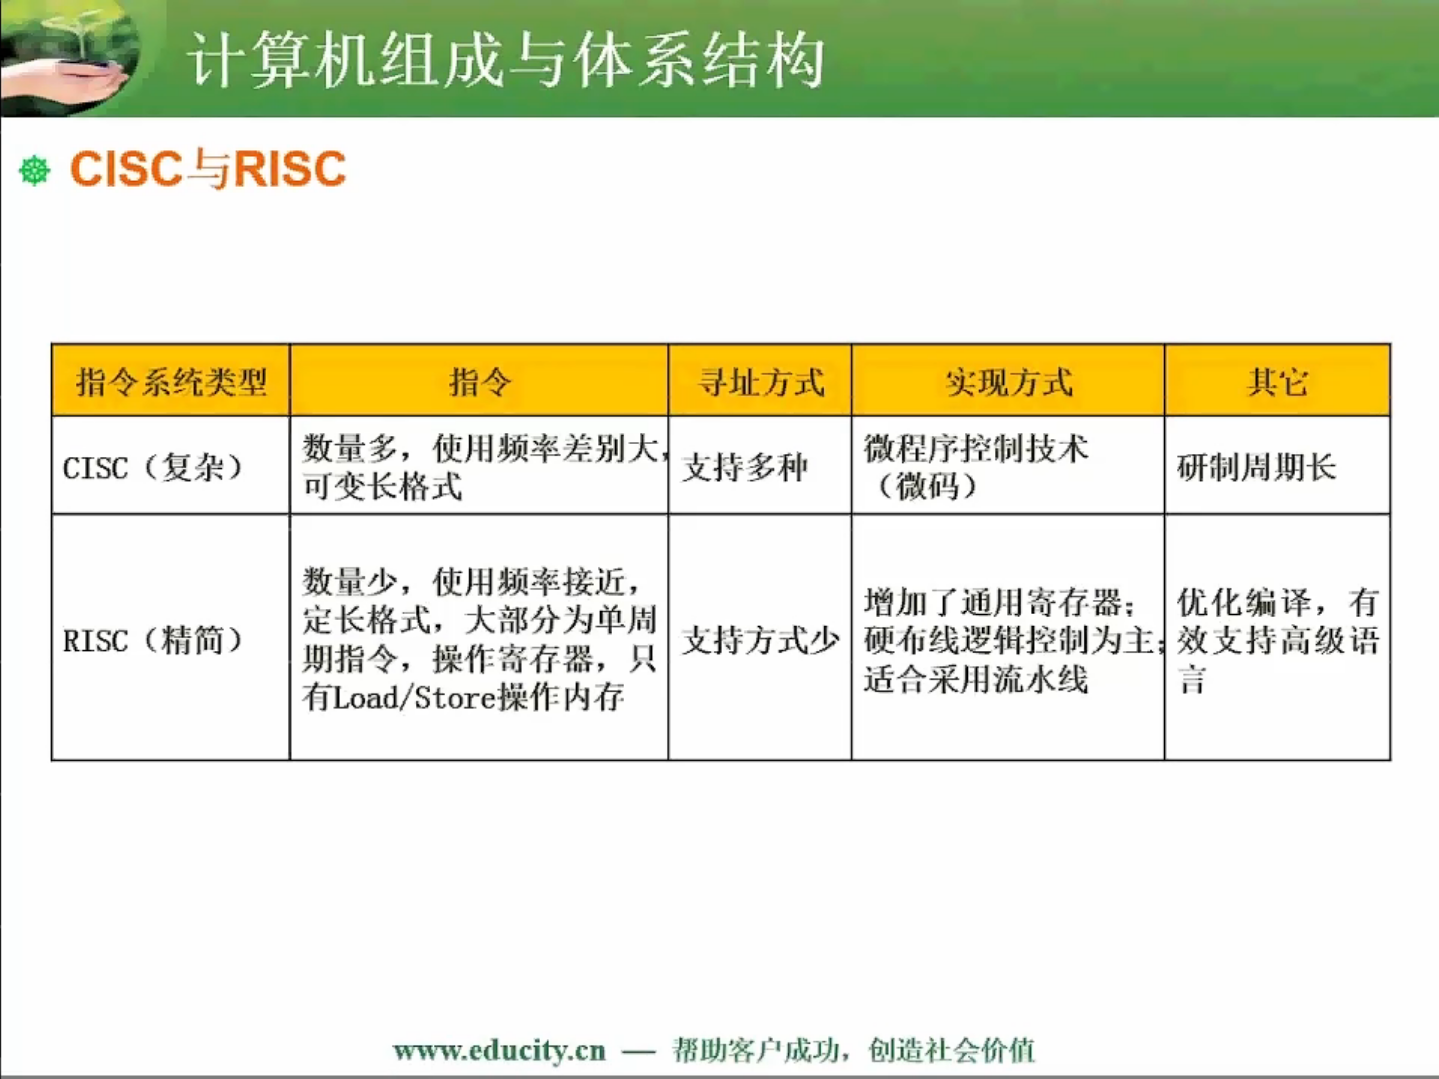 计算机组成与体系结构
CISC与RISC
指令系统类型 指令 寻址方式 实现方式 其它
CISC（复杂）
数量多，使用频率差别大，
可变长格式
支持多种
微程序控制技术
（微码）
研制周期长
RISC（精简）
数量少，使用频率接近，
定长格式，大部分为单周
期指令，操作寄存器，只
有Load/Store操作内存
支持方式少
增加了通用寄存器；
硬布线逻辑控制为主；
适合采用流水线
优化编译，有
效支持高级语
言
www.educity.cn — 帮助客户成功，创造社会价值